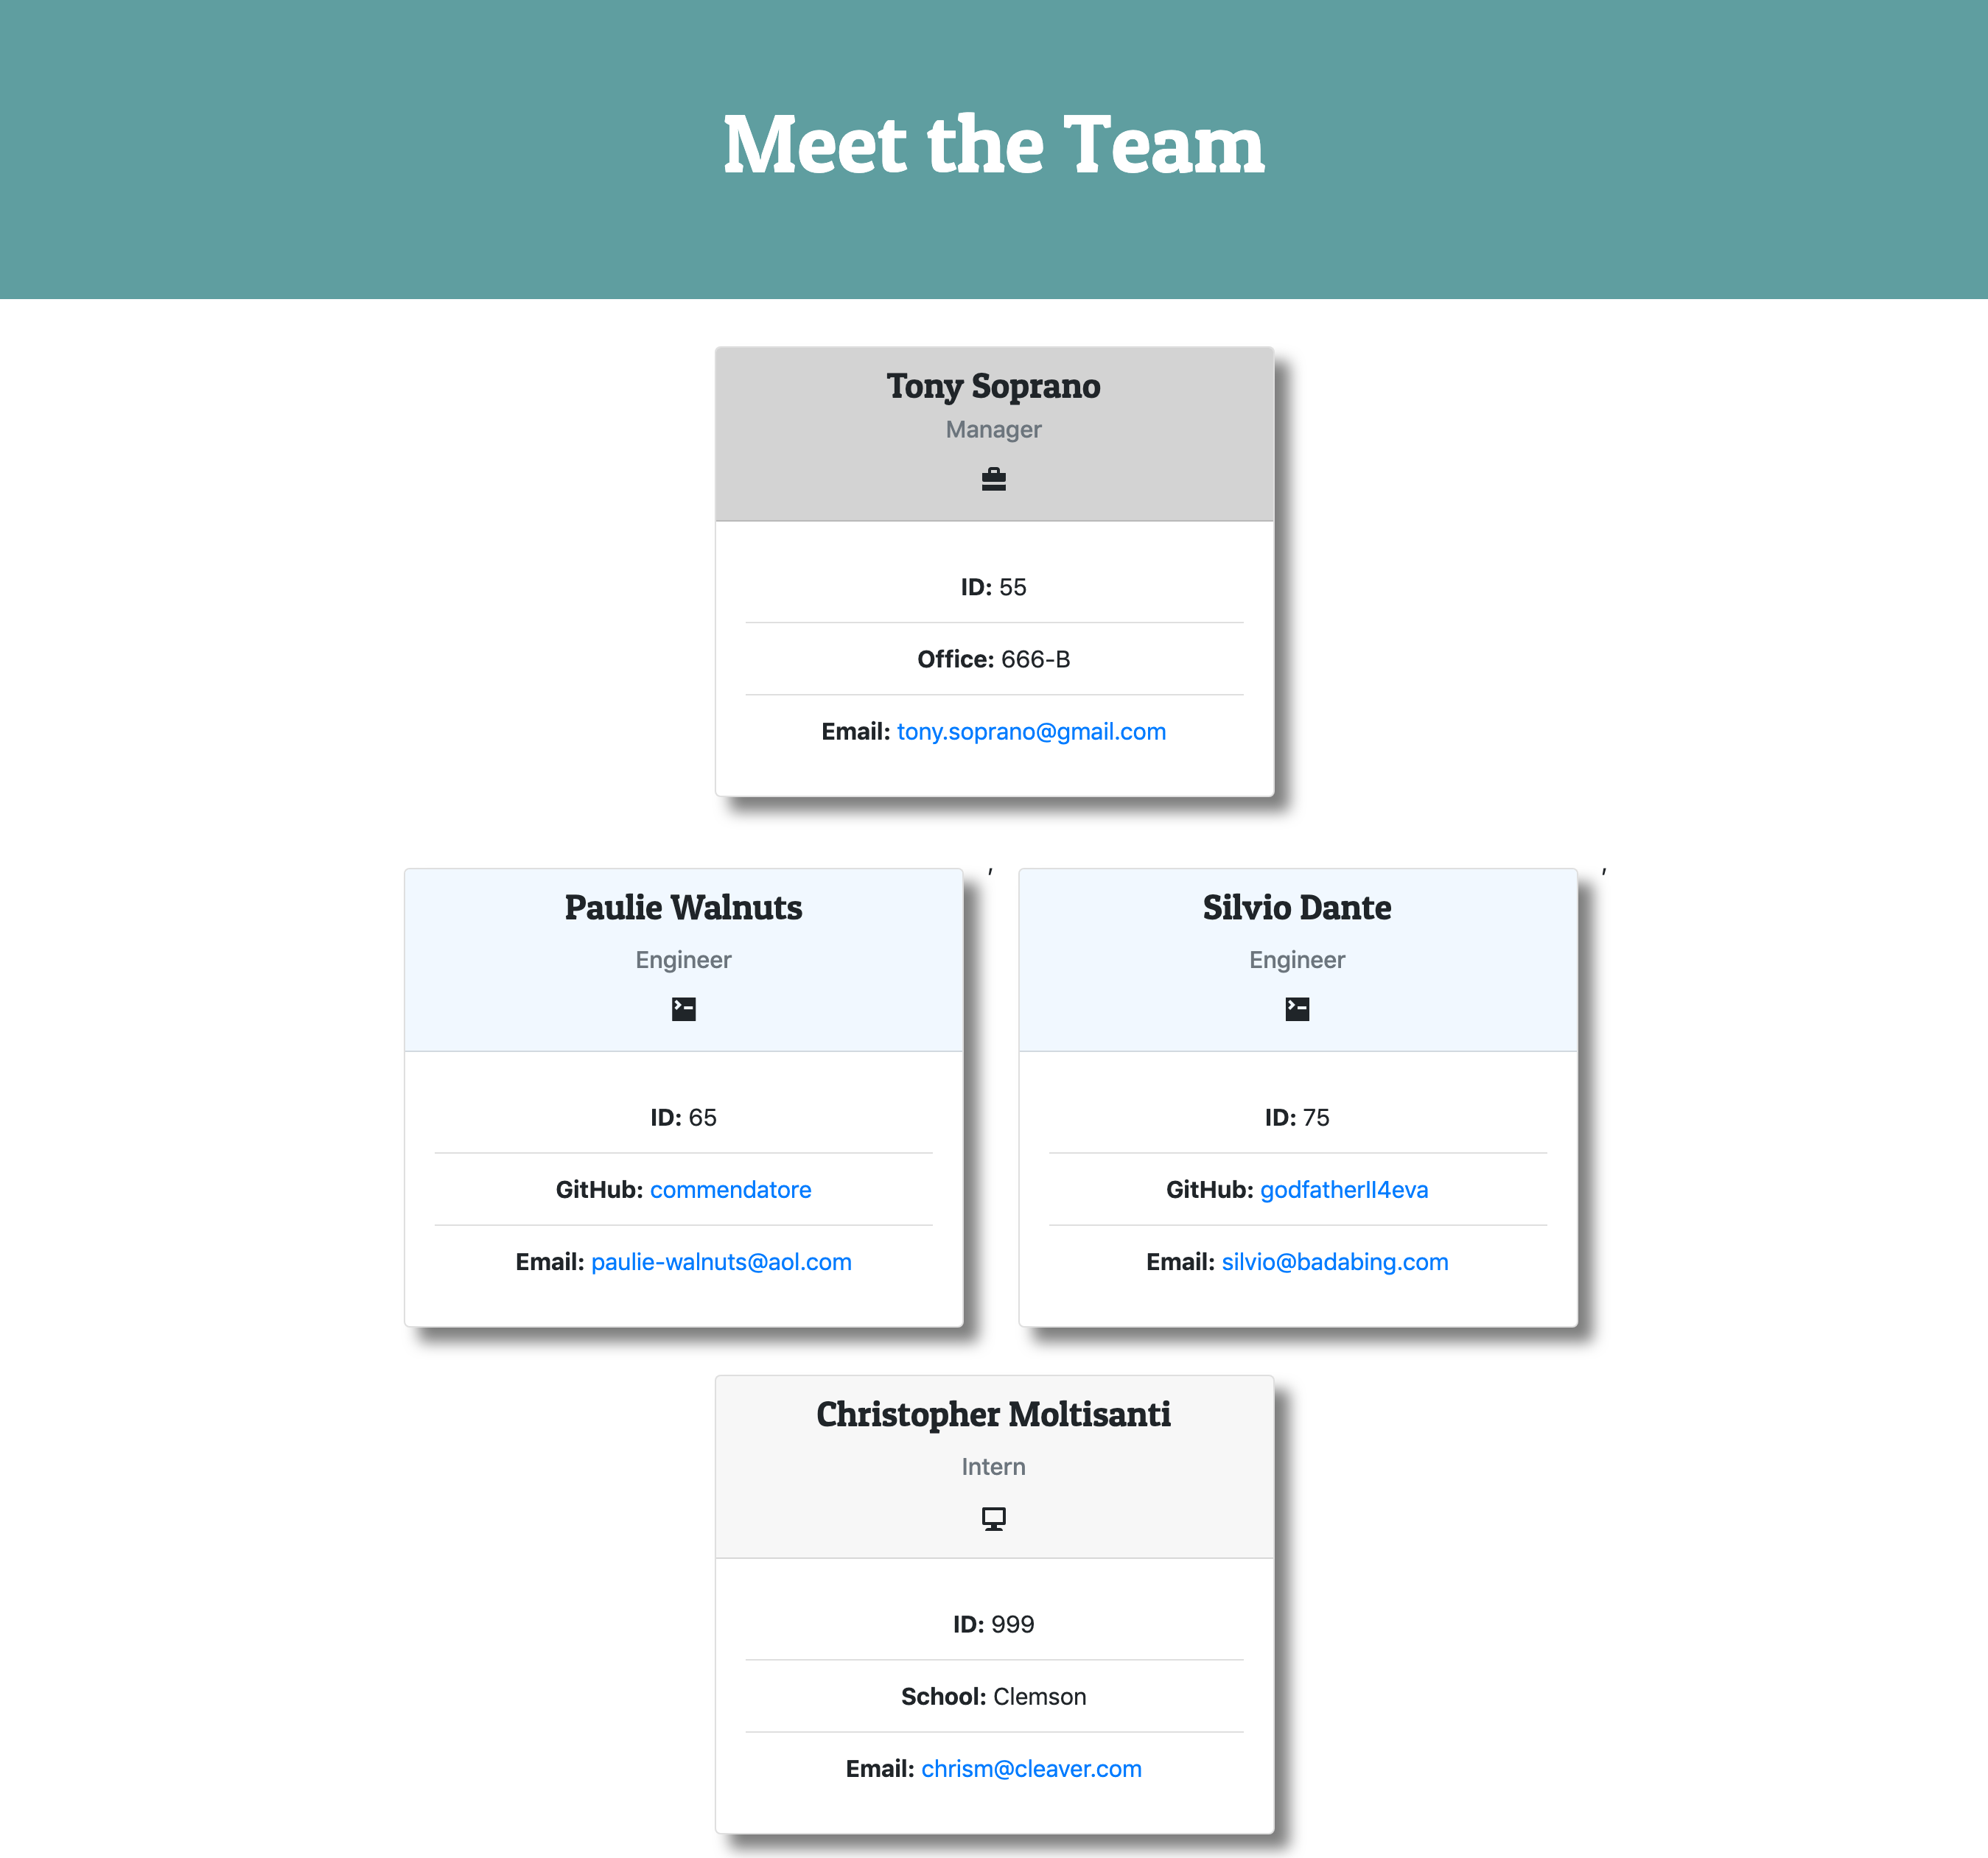 Meet the Team
Tony Soprano
Manager
ID: 55
Office: 666-B
Email: tony.soprano@gmail.com
Paulie Walnuts
Engineer
ID: 65
GitHub: commendatore
Email: paulie-walnuts@aol.com
,
Silvio Dante
Engineer
ID: 75
GitHub: godfatherII4eva
Email: silvio@badabing.com
,
Christopher Moltisanti
Intern
ID: 999
School: Clemson
Email: chrism@cleaver.com